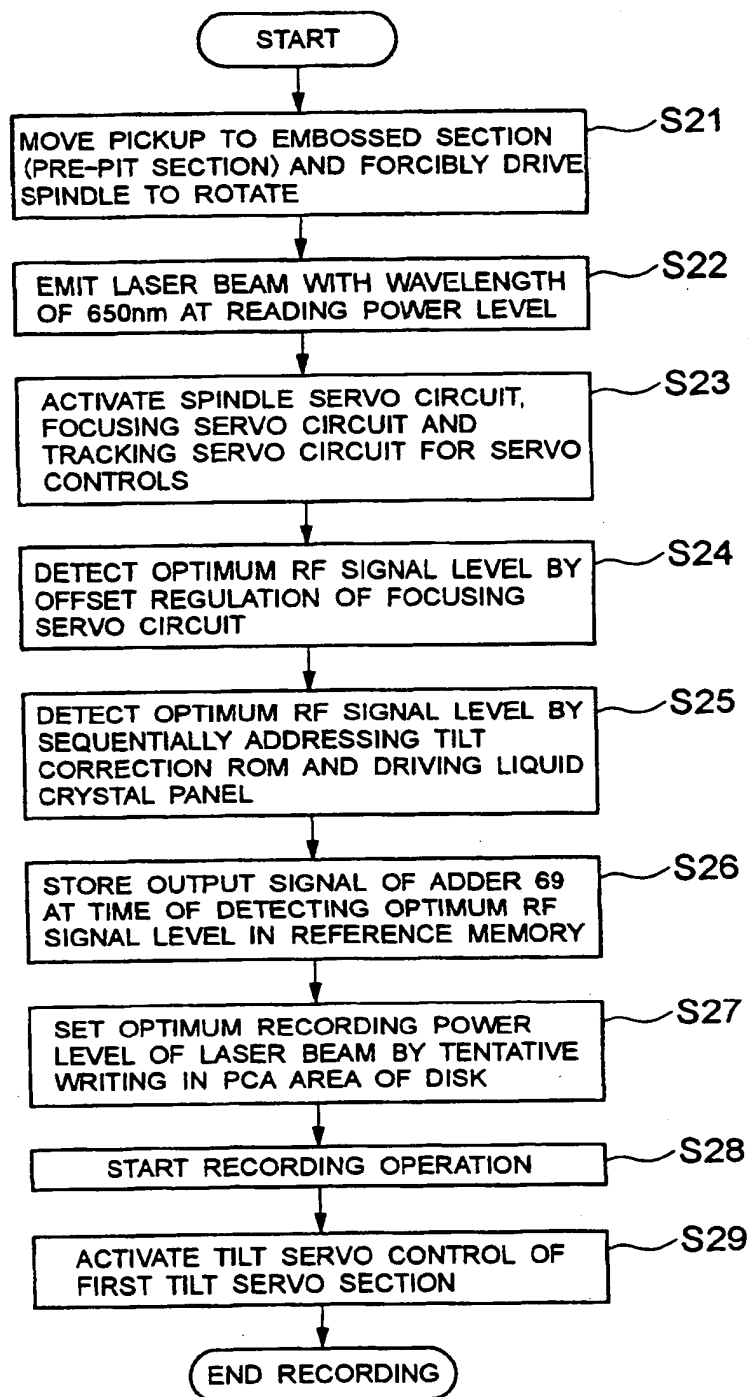 START
MOVE PICKUP TO EMBOSSED SECTION
(PRE-PIT SECTION) AND FORCIBLY DRIVE
SPINDLE TO ROTATE
S21
EMIT LASER BEAM WITH WAVELENGTH
OF 650nm AT READING POWER LEVEL
S22
ACTIVATE SPINDLE SERVO CIRCUIT,
FOCUSING SERVO CIRCUIT AND
TRACKING SERVO CIRCUIT FOR SERVO
CONTROLS
S23
DETECT OPTIMUM RF SIGNAL LEVEL BY
OFFSET REGULATION OF FOCUSING
SERVO CIRCUIT
S24
DETECT OPTIMUM RF SIGNAL LEVEL BY
SEQUENTIALLY ADDRESSING TILT
CORRECTION ROM AND DRIVING LIQUID
CRYSTAL PANEL
S25
STORE OUTPUT SIGNAL OF ADDER 69
AT TIME OF DETECTING OPTIMUM RF
SIGNAL LEVEL IN REFERENCE MEMORY
S26
SET OPTIMUM RECORDING POWER
LEVEL OF LASER BEAM BY TENTATIVE
WRITING IN PCA AREA OF DISK
S27
START RECORDING OPERATION
S28
ACTIVATE TILT SERVO CONTROL OF
FIRST TILT SERVO SECTION
S29
END RECORDING